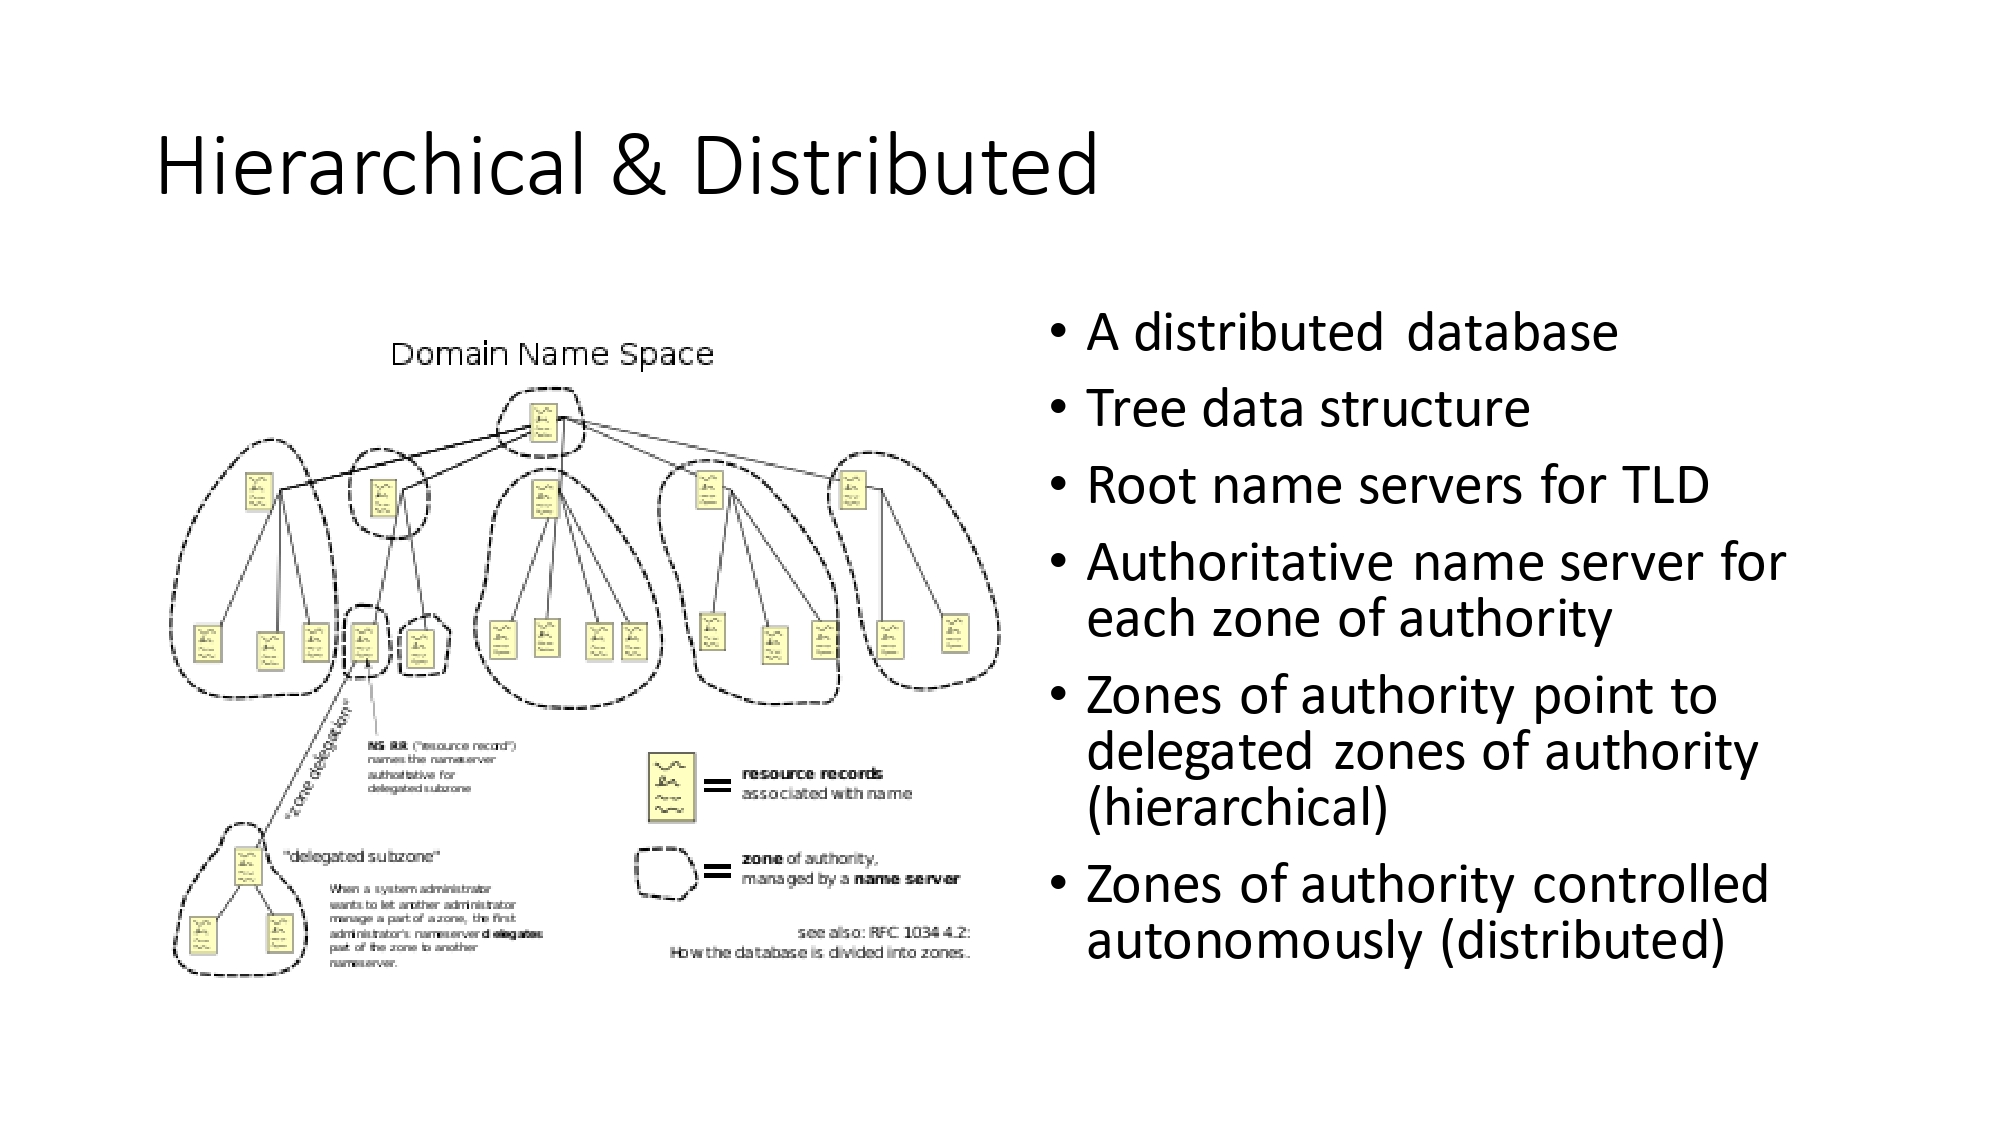 Hierarchical & Distributed
Domain Name Space
"zone delegation"
NS RR ("resource record")
names the nameserver
authoritative for
delegated subzone
"delegated subzone"
When a system administrator
wants to let another administrator
manage a part of a zone, the first
administrator's nameserver delegates
part of the zone to another
nameserver.
=
resource records
associated with name
=
zone of authority,
managed by a name server
see also: RFC 1034 4.2:
How the database is divided into zones.
• A distributed database
• Tree data structure
• Root name servers for TLD
• Authoritative name server for
each zone of authority
• Zones of authority point to
delegated zones of authority
(hierarchical)
• Zones of authority controlled
autonomously (distributed)